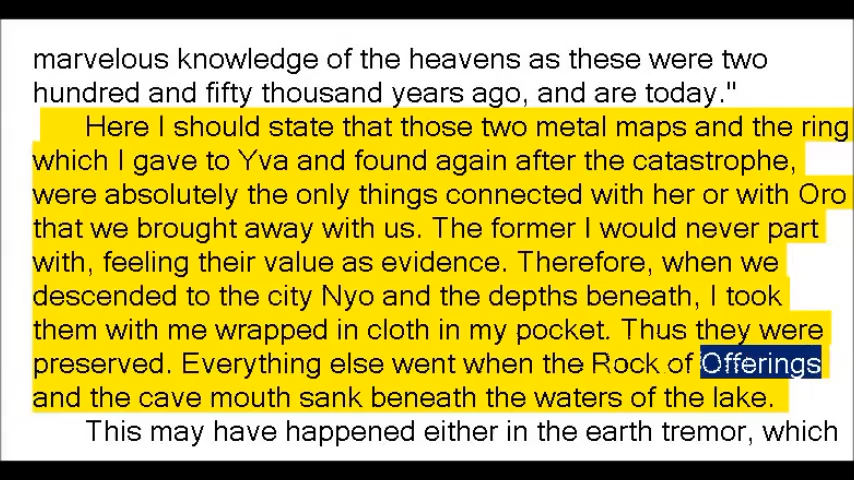 marvelous knowledge of the heavens as these were two
hundred and fifty thousand years ago, and are today."
Here I should state that those two metal maps and the ring
which I gave to Yva and found again after the catastrophe,
were absolutely the only things connected with her or with Oro
that we brought away with us. The former I would never part
with, feeling their value as evidence. Therefore, when we
descended to the city Nyo and the depths beneath, I took
them with me wrapped in cloth in my pocket. Thus they were
preserved. Everything else went when the Rock of Offerings
and the cave mouth sank beneath the waters of the lake.
This may have happened either in the earth tremor, which